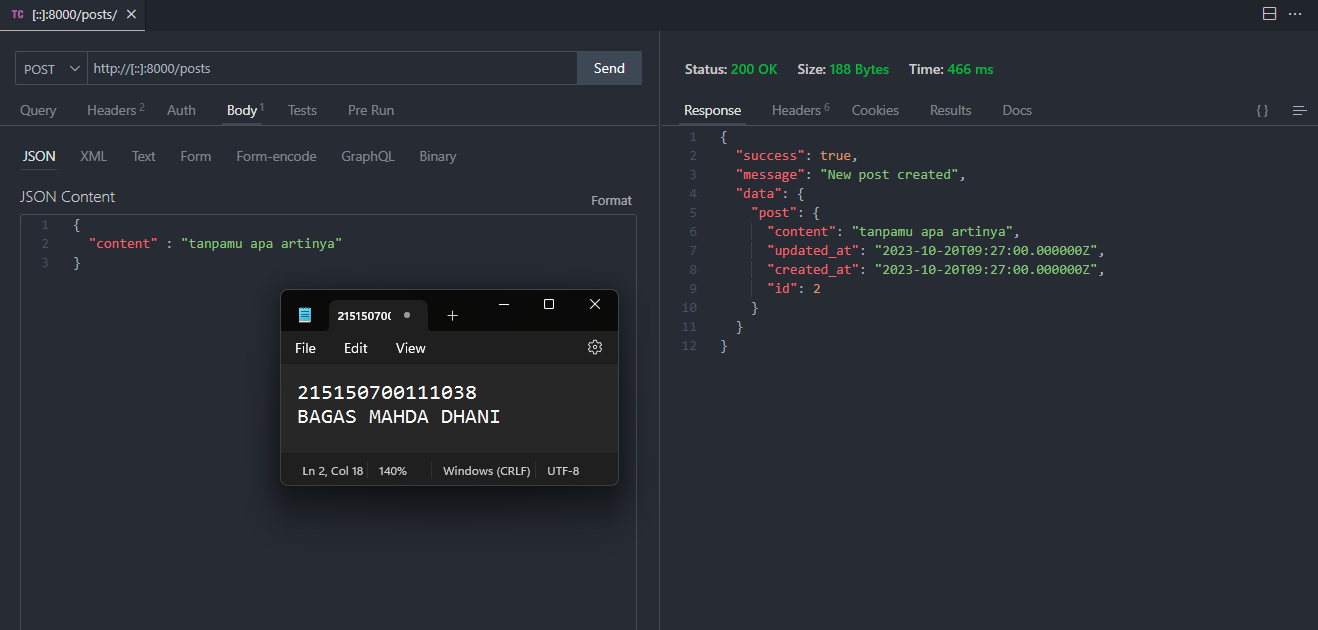 TC [::]:8000/posts/
POST http://[::]:8000/posts Send
Query Headers 2 Auth Body 1 Tests Pre Run
JSON XML Text Form Form-encode GraphQL Binary
JSON Content Format
1 {
2 "content" : "tanpamu apa artinya"
3 }
21515070(
File Edit View
215150700111038
BAGAS MAHDA DHANI
Ln 2, Col 18 140% Windows (CRLF) UTF-8
Status: 200 OK Size: 188 Bytes Time: 466 ms
Response Headers 6 Cookies Results Docs { }
1 {
2 "success": true,
3 "message": "New post created",
4 "data": {
5 "post": {
6 "content": "tanpamu apa artinya",
7 "updated_at": "2023-10-20T09:27:00.000000Z",
8 "created_at": "2023-10-20T09:27:00.000000Z",
9 "id": 2
10 }
11 }
12 }